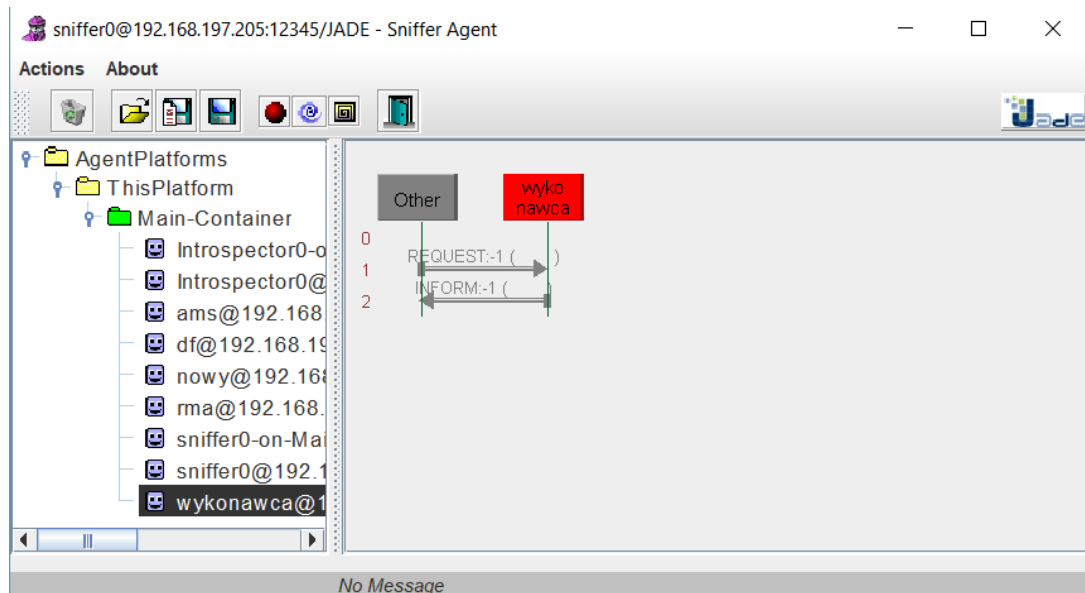 sniffer0@192.168.197.205:12345/JADE - Sniffer Agent
Actions About
Jade
AgentPlatforms
ThisPlatform
Main-Container
Introspector0-o
Introspector0@
ams@192.168
df@192.168.19
nowy@192.168
rma@192.168.
sniffer0-on-Mai
sniffer0@192.1
wykonawca@1
Other
wyko
nawca
0
REQUEST:-1 ( )
1
INFORM:-1 ( )
2
No Message